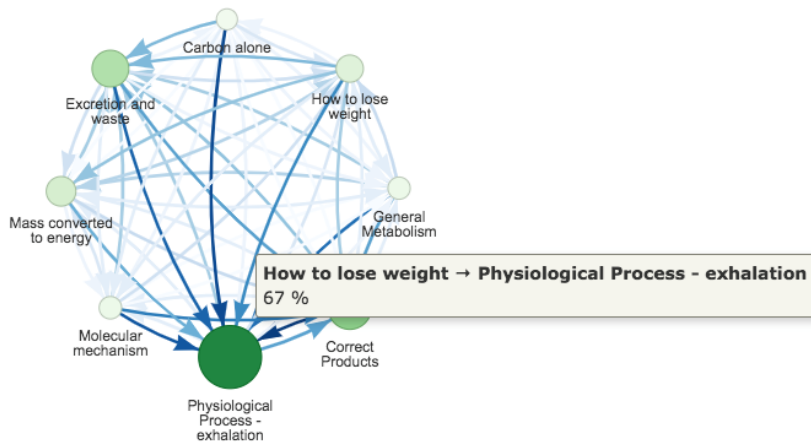 Carbon alone
Excretion and
waste
How to lose
weight
Mass converted
to energy
General
Metabolism
How to lose weight → Physiological Process - exhalation
67 %
Molecular
mechanism
Correct
Products
Physiological
Process -
exhalation